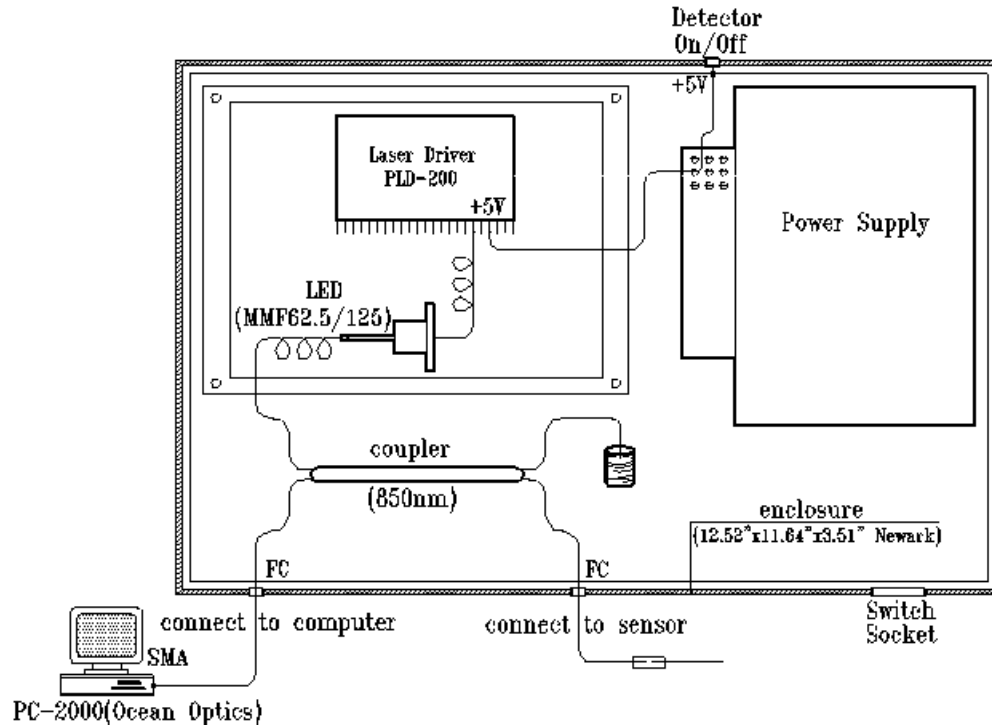 Detector
On/Off
+5V
Laser Driver
PLD-200
+5V
Power Supply
LED
(MMF62.5/125)
coupler
(850nm)
enclosure
(12.52"x11.64"x3.51" Newark)
FC
FC
Switch
Socket
connect to computer
connect to sensor
SMA
PC-2000(Ocean Optics)